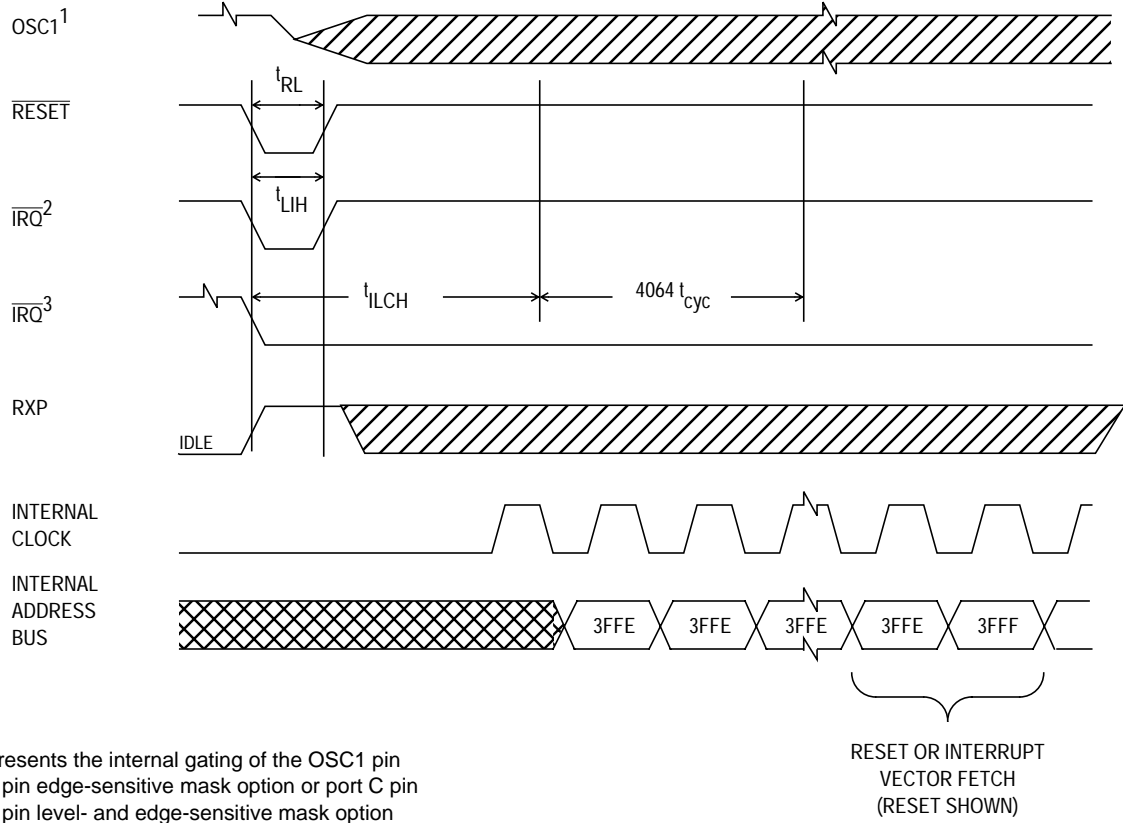 OSC1¹
t_RL
RESET
t_LIH
IRQ²
t_ILCH
4064 t_cyc
IRQ³
RXP
IDLE
INTERNAL
CLOCK
INTERNAL
ADDRESS
BUS
3FFE 3FFE 3FFE 3FFE 3FFF
RESET OR INTERRUPT
VECTOR FETCH
(RESET SHOWN)
resents the internal gating of the OSC1 pin
pin edge-sensitive mask option or port C pin
pin level- and edge-sensitive mask option